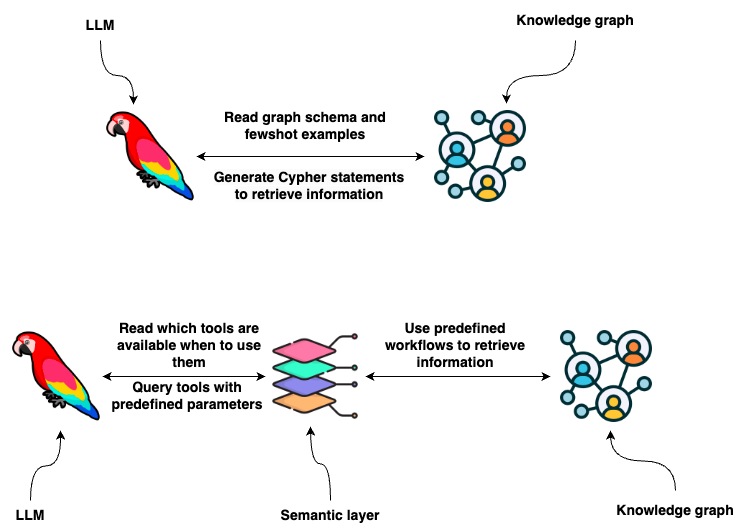 LLM
Knowledge graph
Read graph schema and
fewshot examples
Generate Cypher statements
to retrieve information
Read which tools are
available when to use
them
Query tools with
predefined parameters
Use predefined
workflows to retrieve
information
LLM
Semantic layer
Knowledge graph